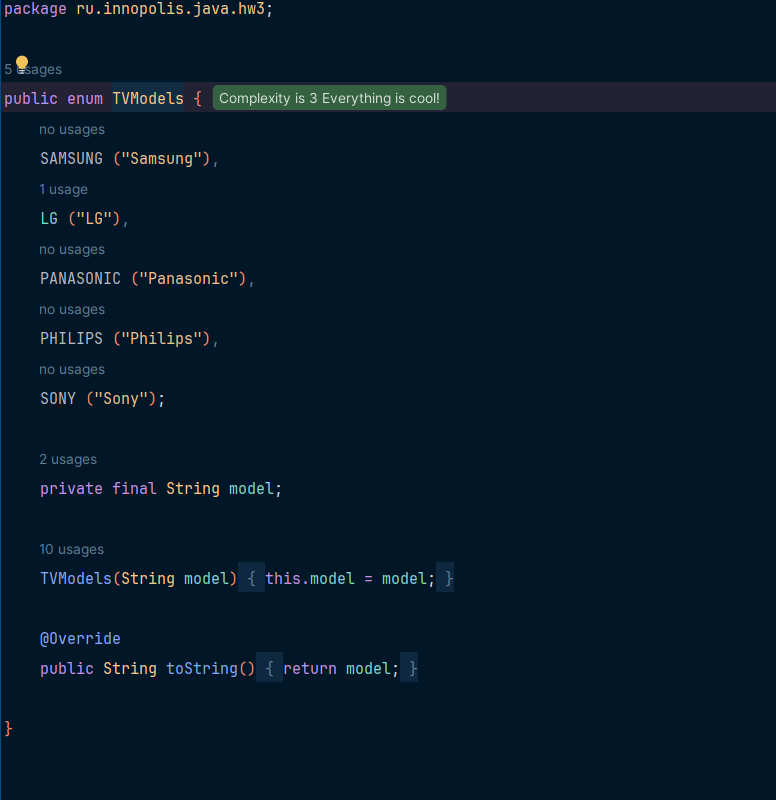 package ru.innopolis.java.hw3;
5 usages
public enum TVModels { Complexity is 3 Everything is cool!
no usages
SAMSUNG ("Samsung"),
1 usage
LG ("LG"),
no usages
PANASONIC ("Panasonic"),
no usages
PHILIPS ("Philips"),
no usages
SONY ("Sony");
2 usages
private final String model;
10 usages
TVModels(String model) { this.model = model; }
@Override
public String toString() { return model; }
}